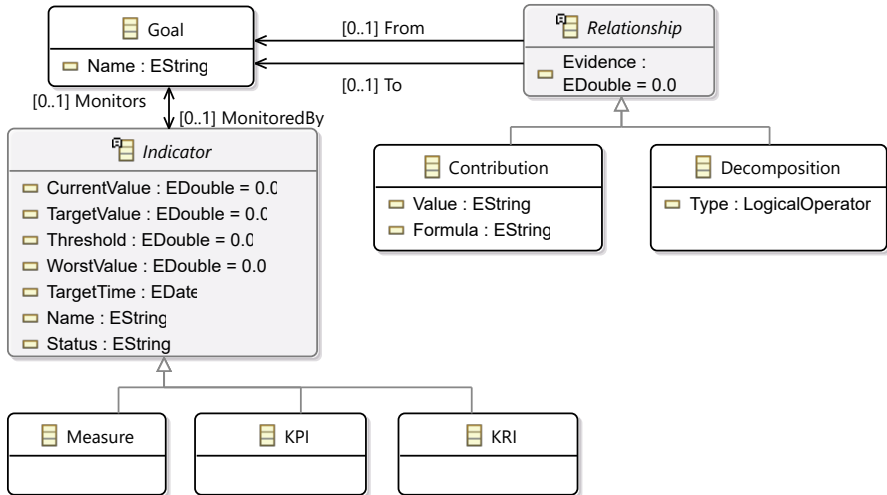 Goal
Name : EString
[0..1] From
[0..1] To
Relationship
Evidence :
EDouble = 0.0
[0..1] Monitors
[0..1] MonitoredBy
Indicator
CurrentValue : EDouble = 0.0
TargetValue : EDouble = 0.0
Threshold : EDouble = 0.0
WorstValue : EDouble = 0.0
TargetTime : EDate
Name : EString
Status : EString
Contribution
Value : EString
Formula : EString
Decomposition
Type : LogicalOperator
Measure
KPI
KRI